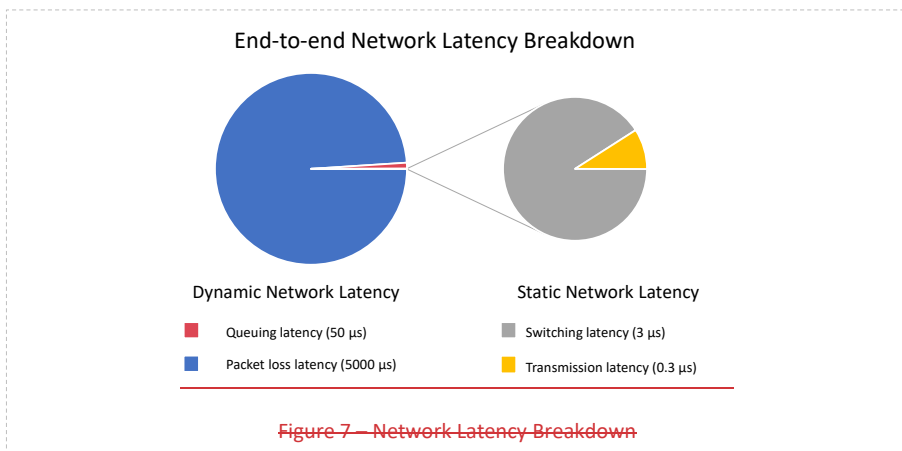 End-to-end Network Latency Breakdown
Dynamic Network Latency
Queuing latency (50 μs)
Packet loss latency (5000 μs)
Static Network Latency
Switching latency (3 μs)
Transmission latency (0.3 μs)
Figure 7 – Network Latency Breakdown